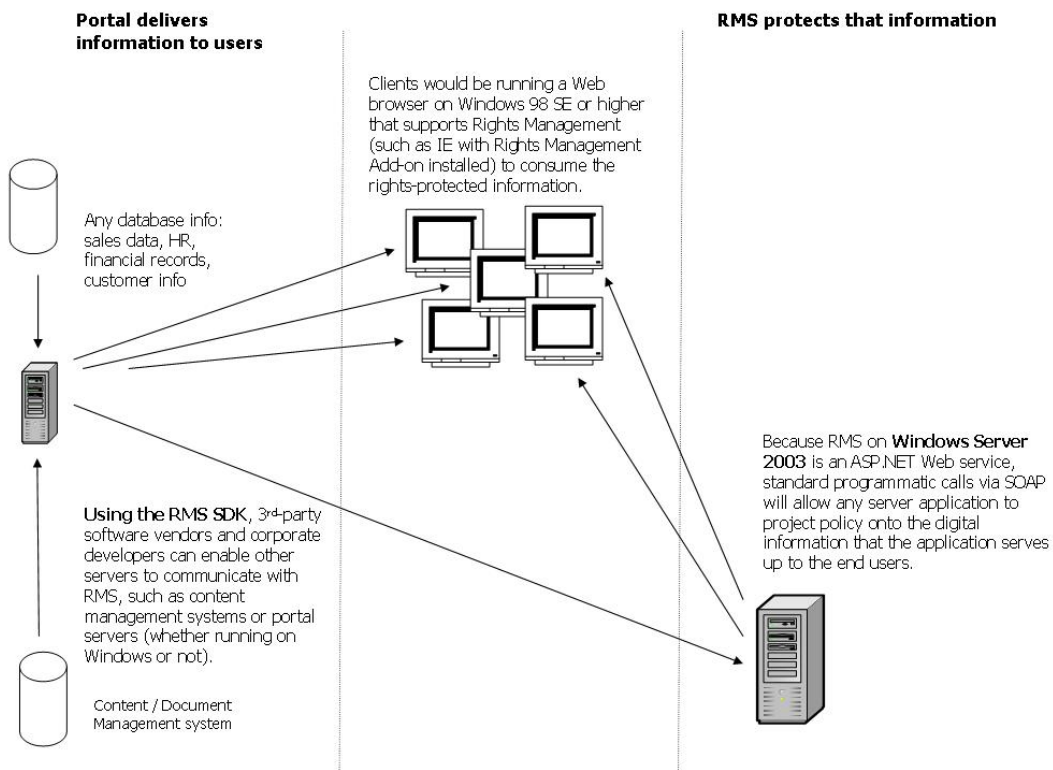 Portal delivers
information to users
RMS protects that information
Clients would be running a Web
browser on Windows 98 SE or higher
that supports Rights Management
(such as IE with Rights Management
Add-on installed) to consume the
rights-protected information.
Any database info:
sales data, HR,
financial records,
customer info
Because RMS on Windows Server
2003 is an ASP.NET Web service,
standard programmatic calls via SOAP
will allow any server application to
project policy onto the digital
information that the application serves
up to the end users.
Using the RMS SDK, 3rd-party
software vendors and corporate
developers can enable other
servers to communicate with
RMS, such as content
management systems or portal
servers (whether running on
Windows or not).
Content / Document
Management system